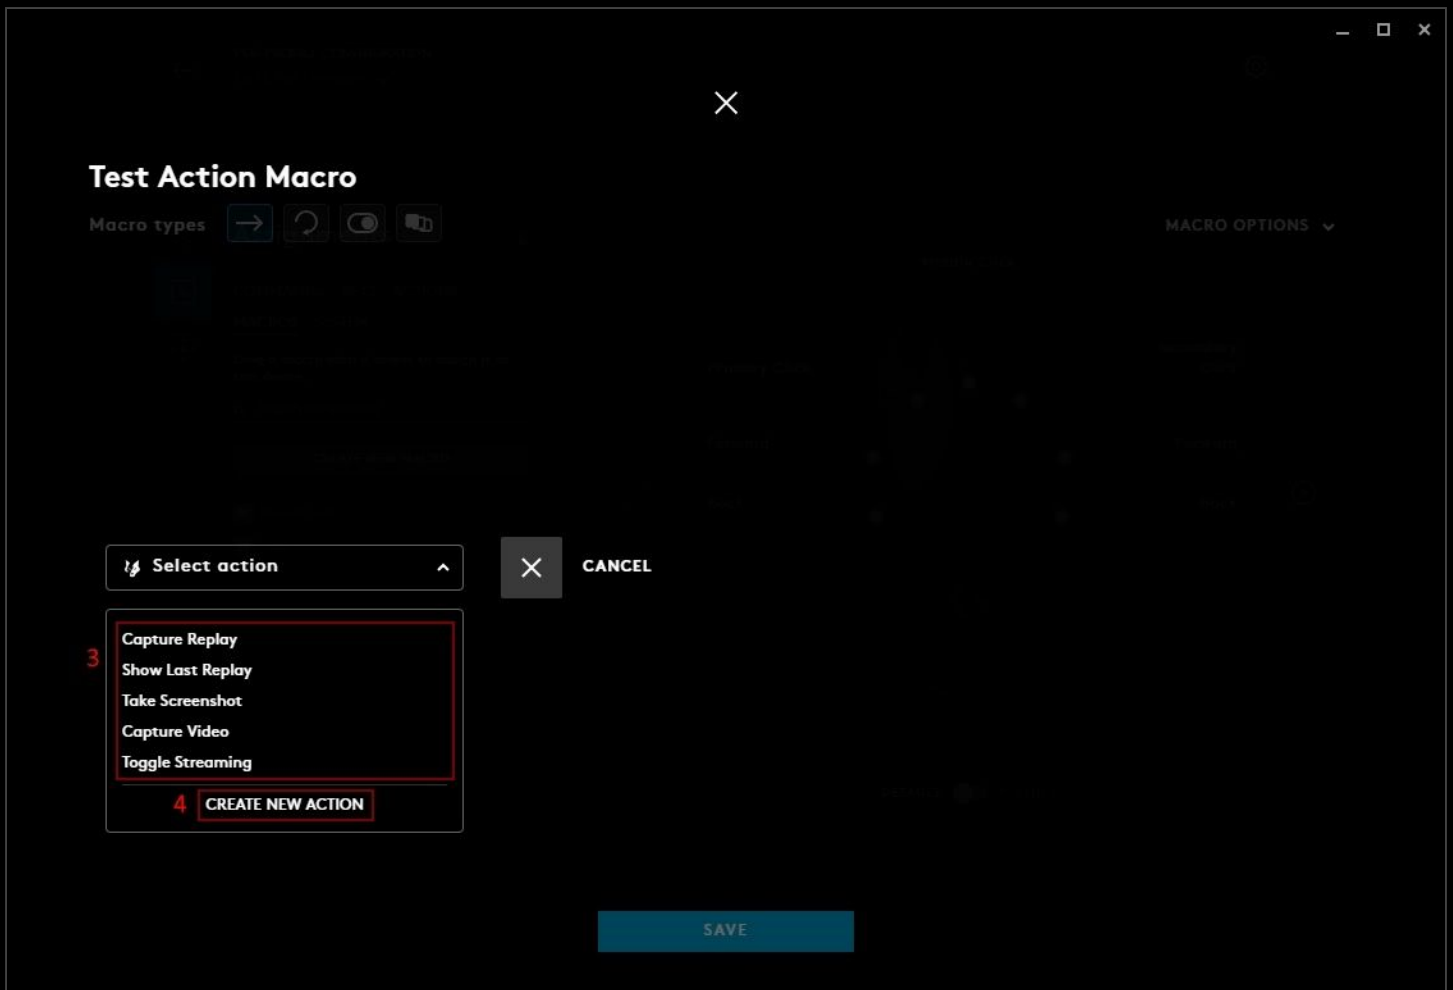 Test Action Macro
Macro types
MACRO OPTIONS
Select action
CANCEL
3
Capture Replay
Show Last Replay
Take Screenshot
Capture Video
Toggle Streaming
4 CREATE NEW ACTION
SAVE